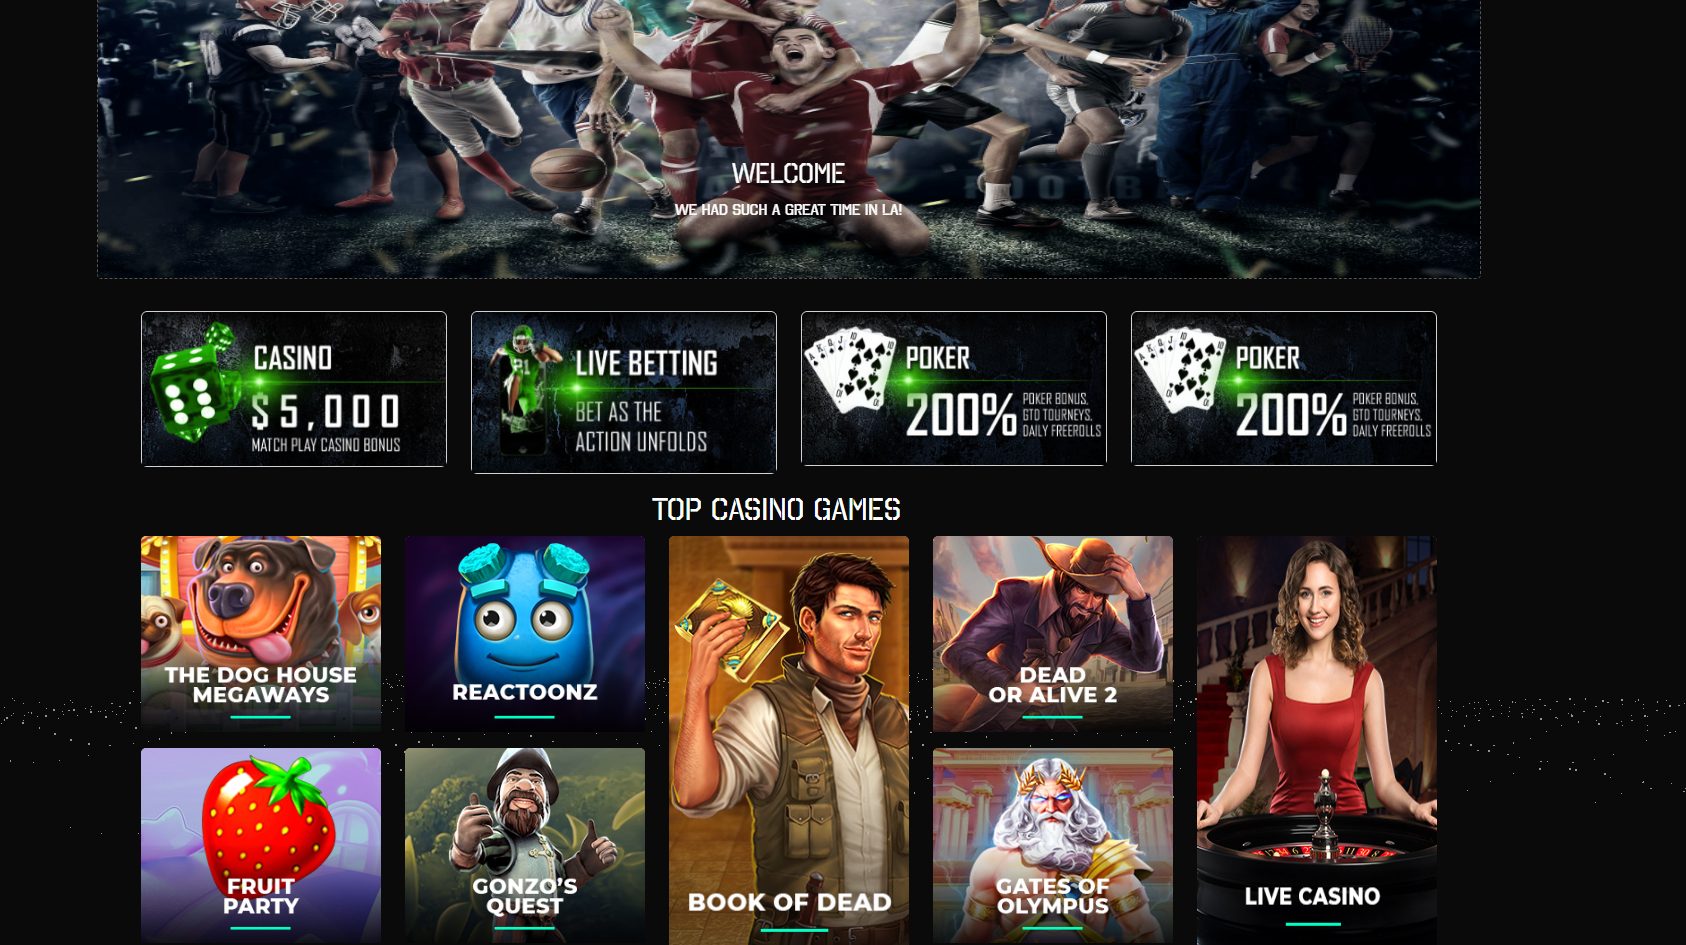 WELCOME
WE HAD SUCH A GREAT TIME IN LA!
CASINO
$5,000
MATCH PLAY CASINO BONUS
21
LIVE BETTING
BET AS THE
ACTION UNFOLDS
POKER
200%
POKER BONUS,
GTD TOURNEYS,
DAILY FREEROLLS
POKER
200%
POKER BONUS,
GTD TOURNEYS,
DAILY FREEROLLS
TOP CASINO GAMES
THE DOG HOUSE
MEGAWAYS
REACTOONZ
BOOK OF DEAD
DEAD
OR ALIVE 2
LIVE CASINO
FRUIT
PARTY
GONZO'S
QUEST
GATES OF
OLYMPUS